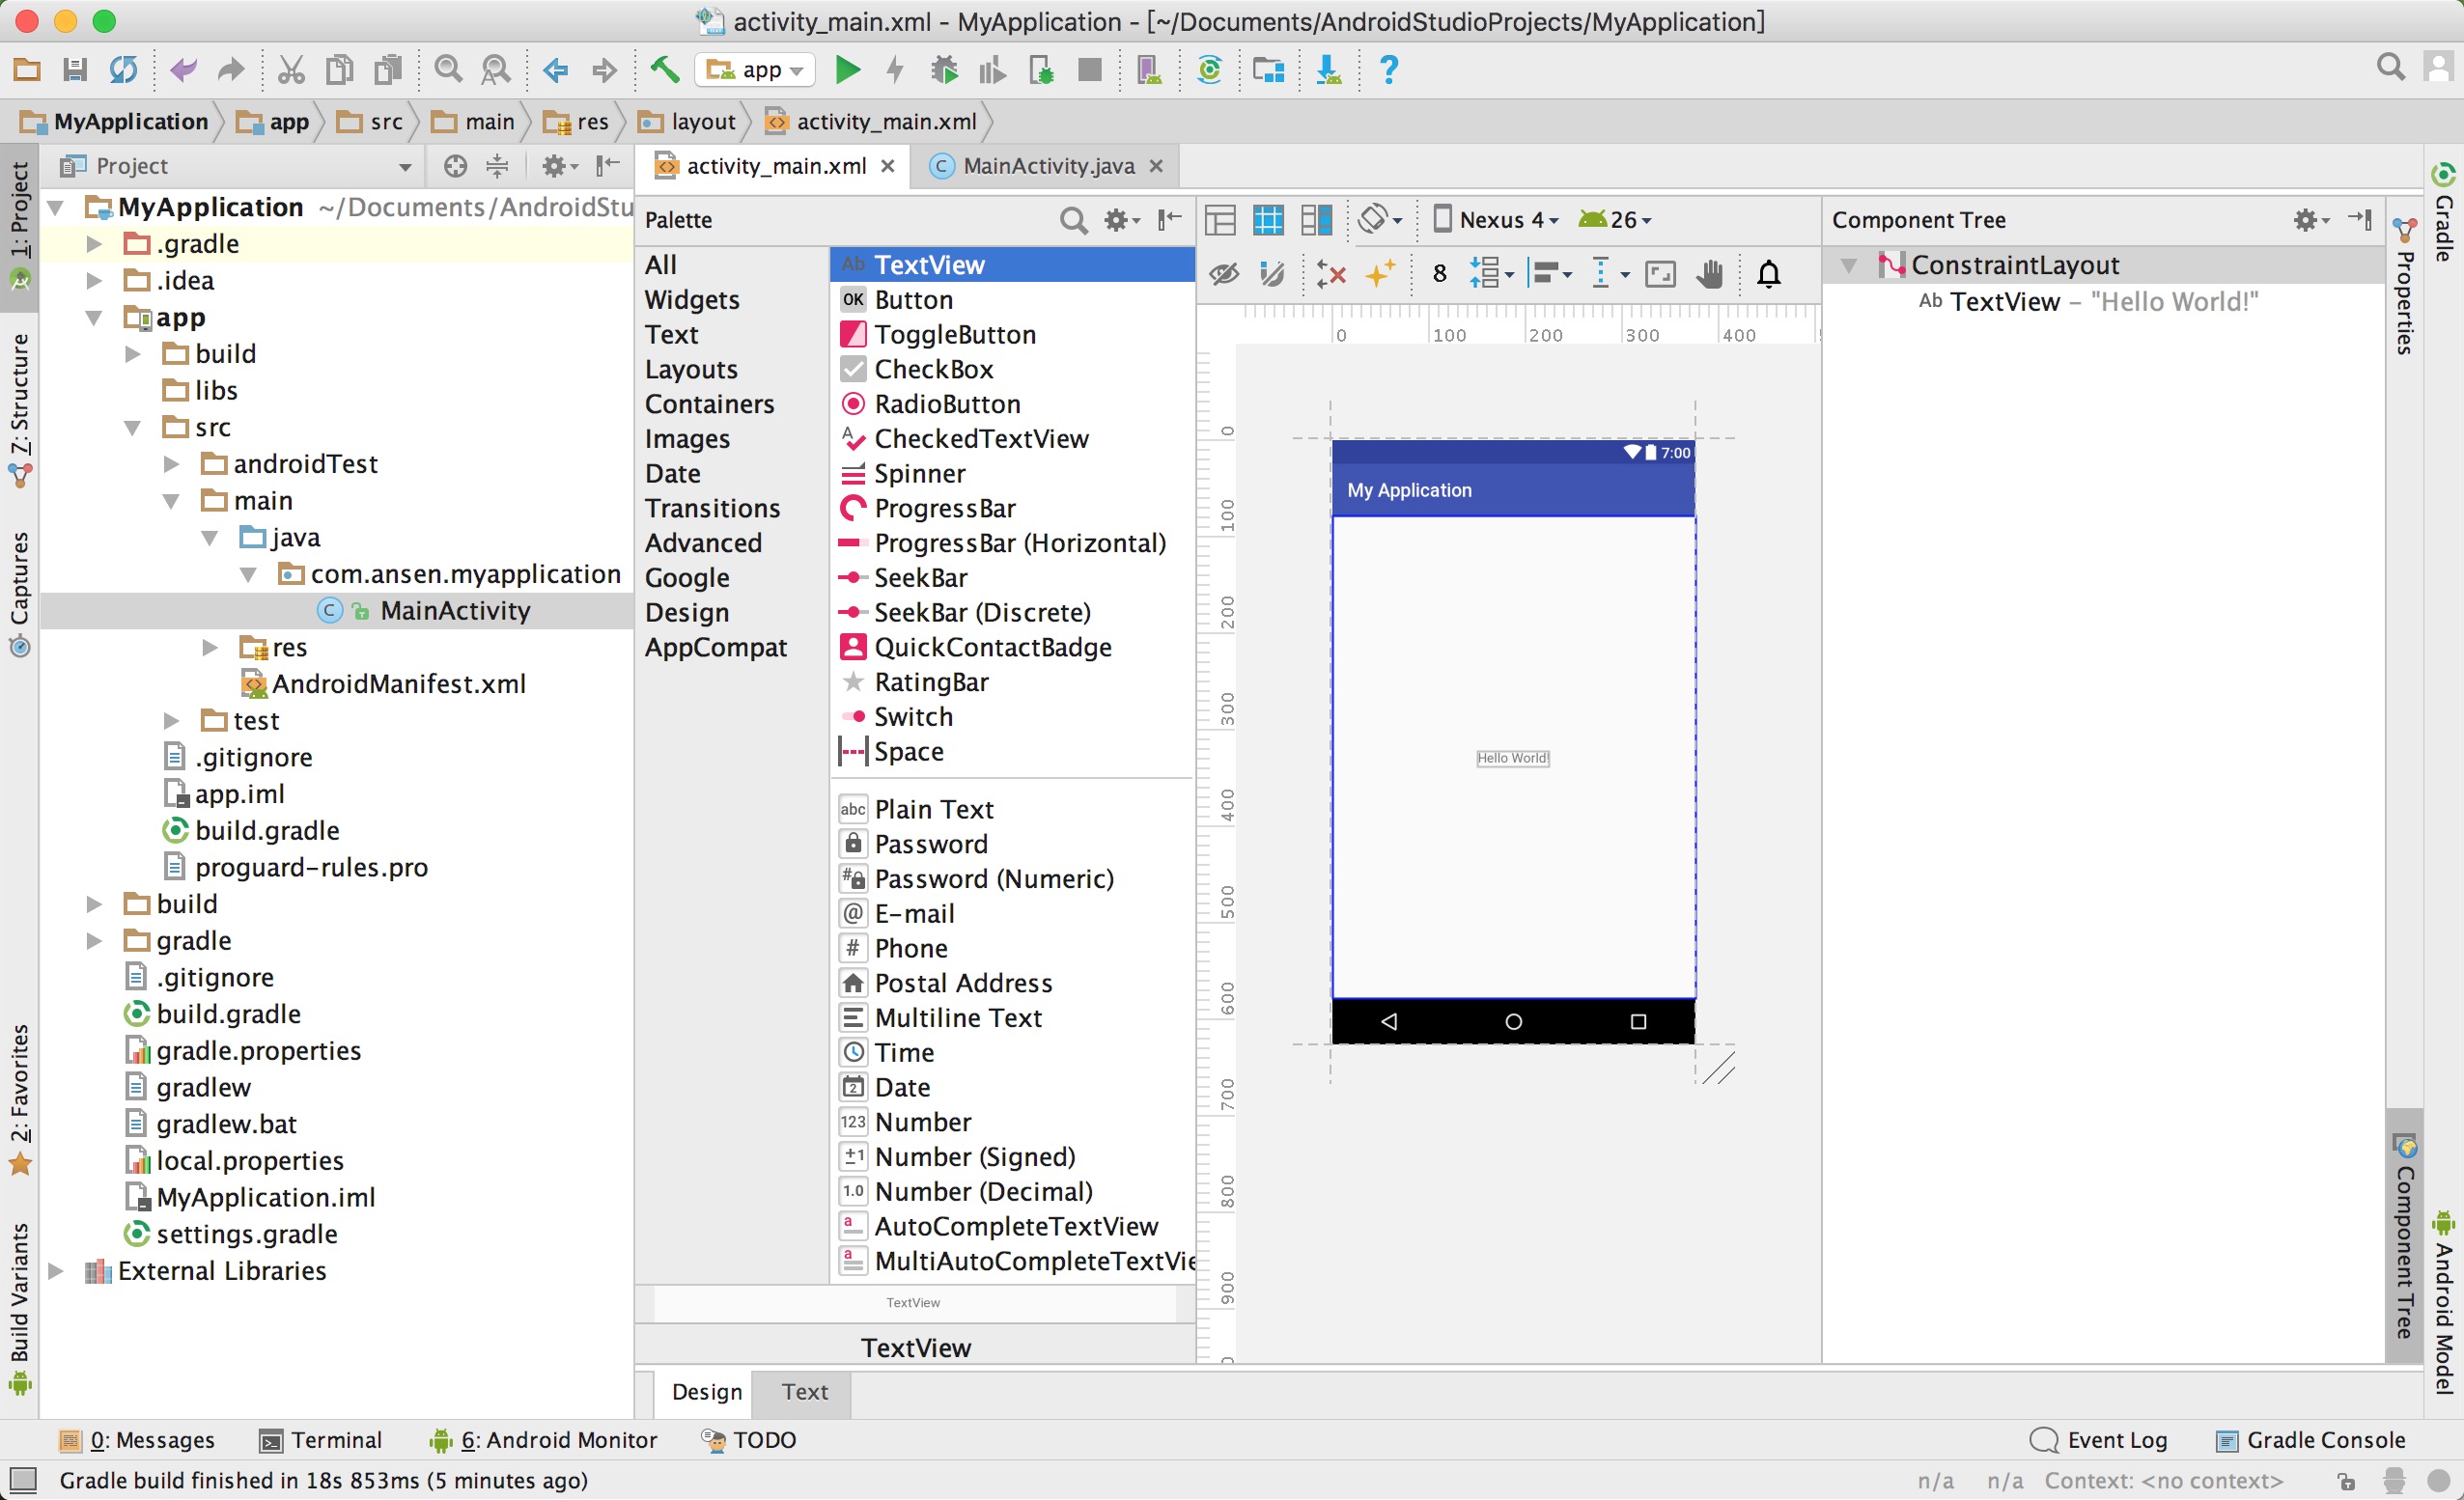 activity_main.xml - MyApplication - [~/Documents/AndroidStudioProjects/MyApplication]
app
MyApplication app src main res layout activity_main.xml
Project
activity_main.xml
MainActivity.java
1: Project
Z: Structure
Captures
2: Favorites
Build Variants
MyApplication ~/Documents/AndroidStu
.gradle
.idea
app
build
libs
src
androidTest
main
java
com.ansen.myapplication
MainActivity
res
AndroidManifest.xml
test
.gitignore
app.iml
build.gradle
proguard-rules.pro
build
gradle
.gitignore
build.gradle
gradle.properties
gradlew
gradlew.bat
local.properties
MyApplication.iml
settings.gradle
External Libraries
Palette
All
Widgets
Text
Layouts
Containers
Images
Date
Transitions
Advanced
Google
Design
AppCompat
Ab TextView
OK Button
ToggleButton
CheckBox
RadioButton
CheckedTextView
Spinner
ProgressBar
ProgressBar (Horizontal)
SeekBar
SeekBar (Discrete)
QuickContactBadge
RatingBar
Switch
Space
abc Plain Text
Password
# Password (Numeric)
@ E-mail
# Phone
Postal Address
Multiline Text
Time
2 Date
123 Number
±1 Number (Signed)
1.0 Number (Decimal)
a AutoCompleteTextView
a MultiAutoCompleteTextVie
TextView
TextView
Nexus 4 26
8
0 100 200 300 400
0
100
200
300
400
500
600
700
800
900
7:00
My Application
Hello World!
Component Tree
ConstraintLayout
Ab TextView - "Hello World!"
Gradle
Properties
Component Tree
Android Model
Design Text
0: Messages Terminal 6: Android Monitor TODO
Event Log Gradle Console
Gradle build finished in 18s 853ms (5 minutes ago)
n/a n/a Context: <no context>